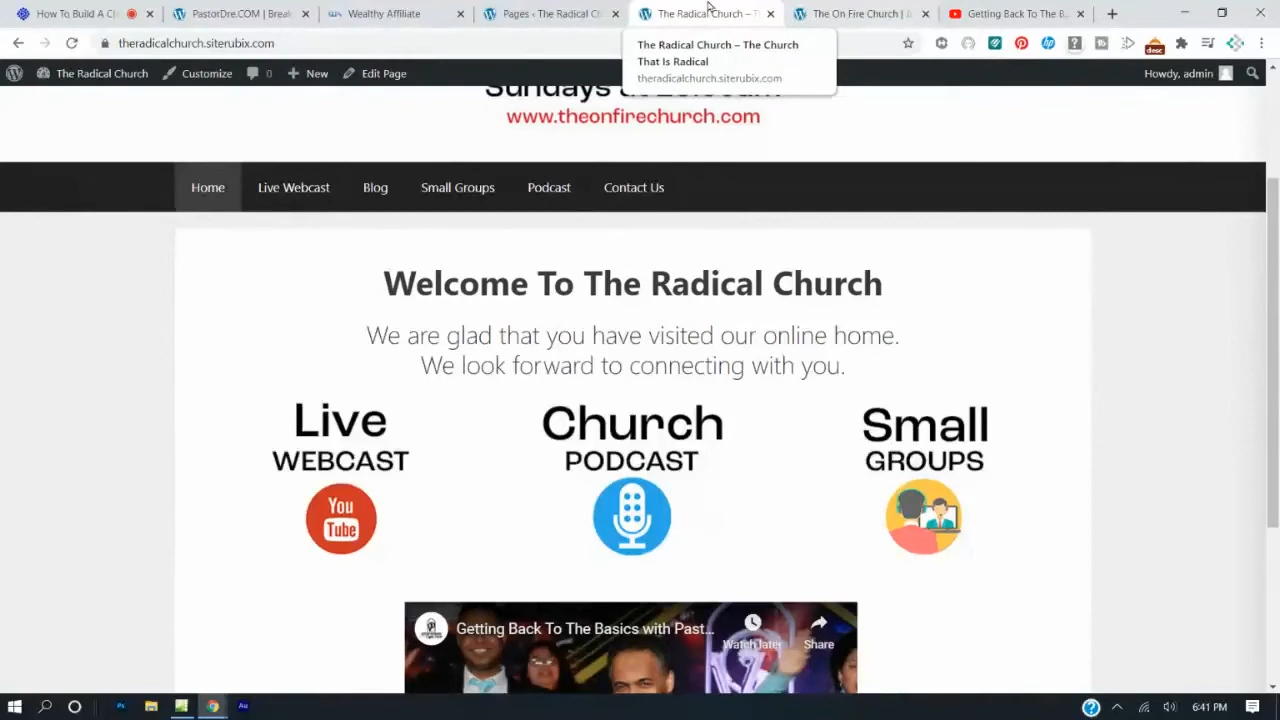 How To Build A Cl
PastorDre.COM | Break
Wealthy Affiliate
Pages ‹ The Radical Ch
The Radical Church – T
The On Fire Church | D
Getting Back To The B
theradicalchurch.siterubix.com
desc
The Radical Church – The Church
That Is Radical
theradicalchurch.siterubix.com
The Radical Church
Customize
0
New
Edit Page
Howdy, admin
www.theonfirechurch.com
Home
Live Webcast
Blog
Small Groups
Podcast
Contact Us
Welcome To The Radical Church
We are glad that you have visited our online home.
We look forward to connecting with you.
Live
WEBCAST
Church
PODCAST
Small
GROUPS
You
Tube
Getting Back To The Basics with Past...
Watch later
Share
Ps
Au
6:41 PM